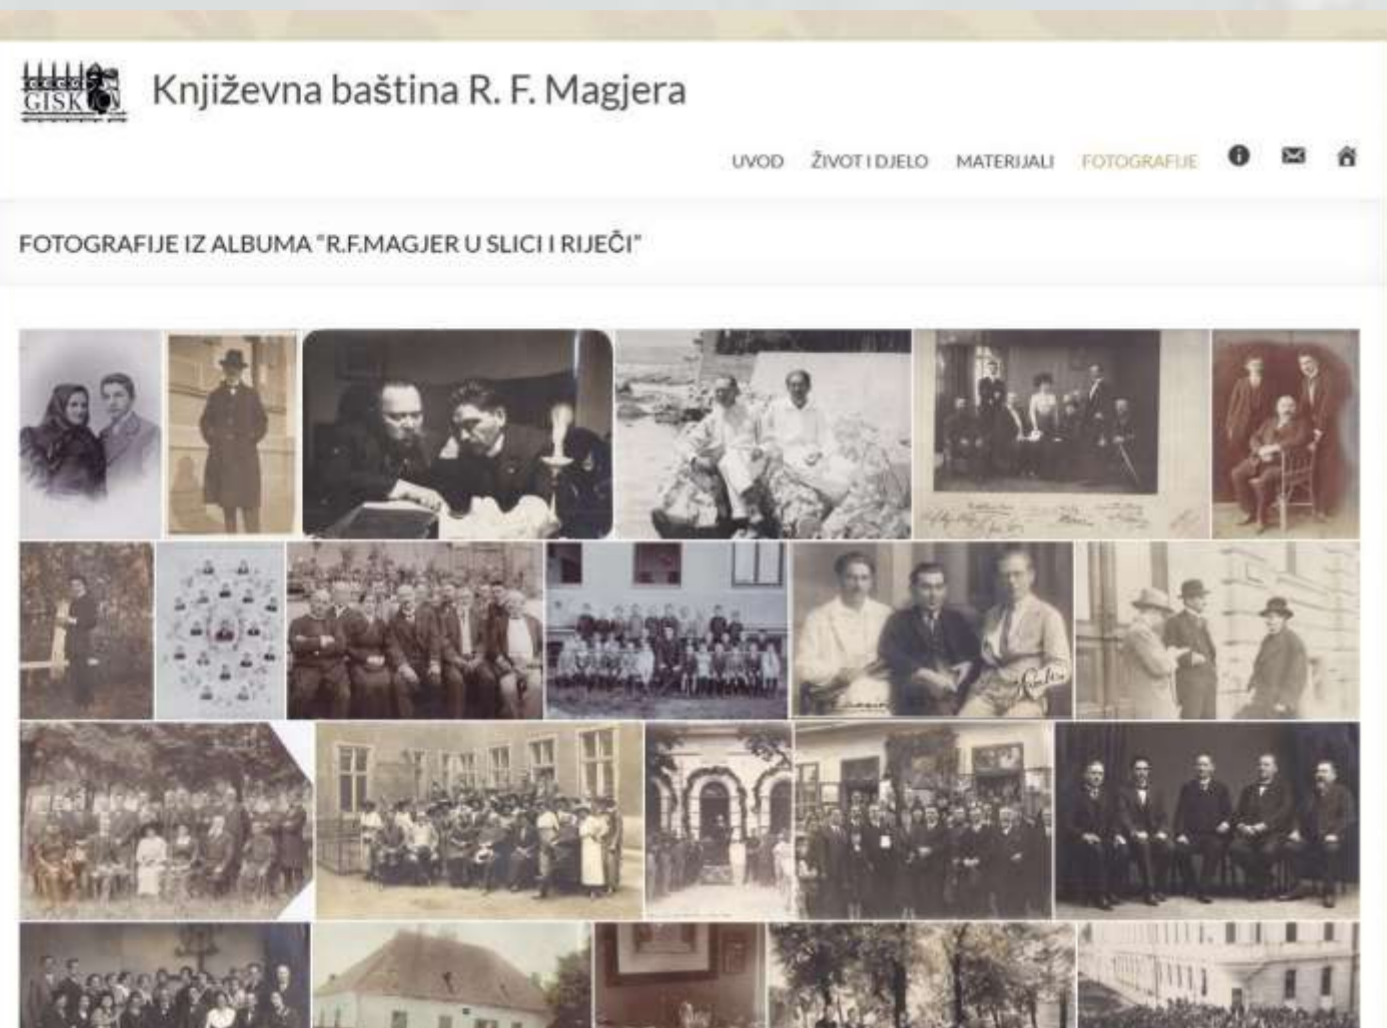 GISKO
Književna baština R. F. Magjera
UVOD ŽIVOT I DJELO MATERIJALI FOTOGRAFIJE
FOTOGRAFIJE IZ ALBUMA “R.F.MAGJER U SLICI I RIJEČI”